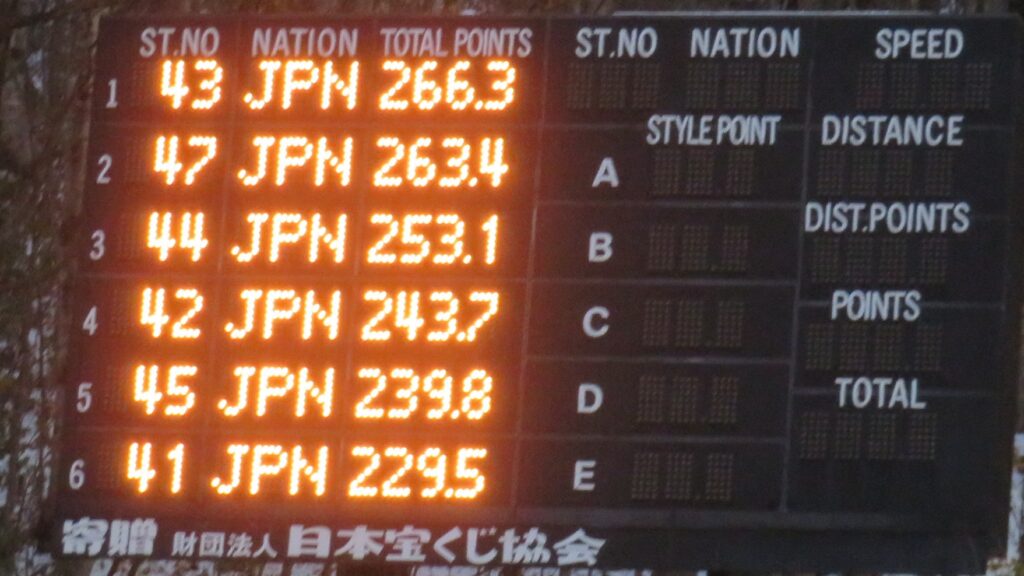 ST.NO NATION TOTAL POINTS ST.NO NATION SPEED
1 43 JPN 266.3
STYLE POINT DISTANCE
2 47 JPN 263.4 A
DIST.POINTS
3 44 JPN 253.1 B
POINTS
4 42 JPN 243.7 C
TOTAL
5 45 JPN 239.8 D
6 41 JPN 229.5 E
寄贈 財団法人 日本宝くじ協会